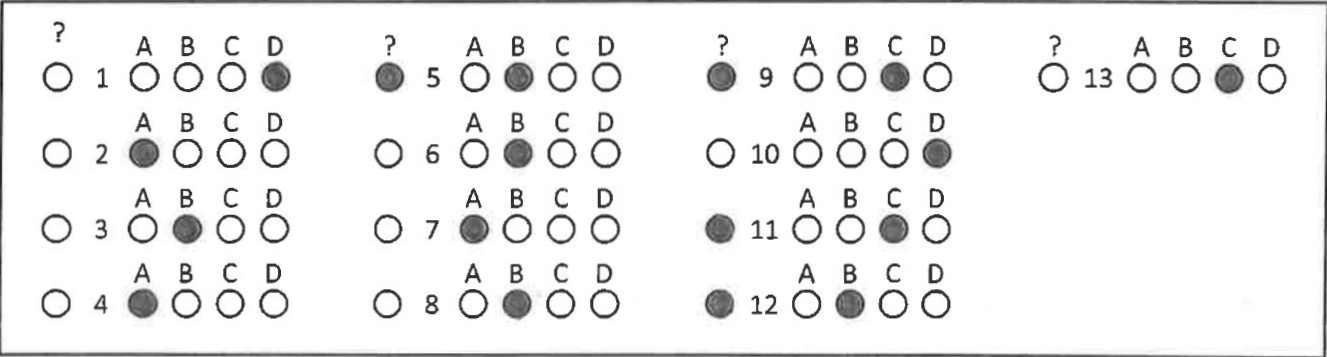 ? A B C D ? A B C D ? A B C D ? A B C D
1 5 9 13
A B C D A B C D A B C D
2 6 10
A B C D A B C D A B C D
3 7 11
A B C D A B C D A B C D
4 8 12